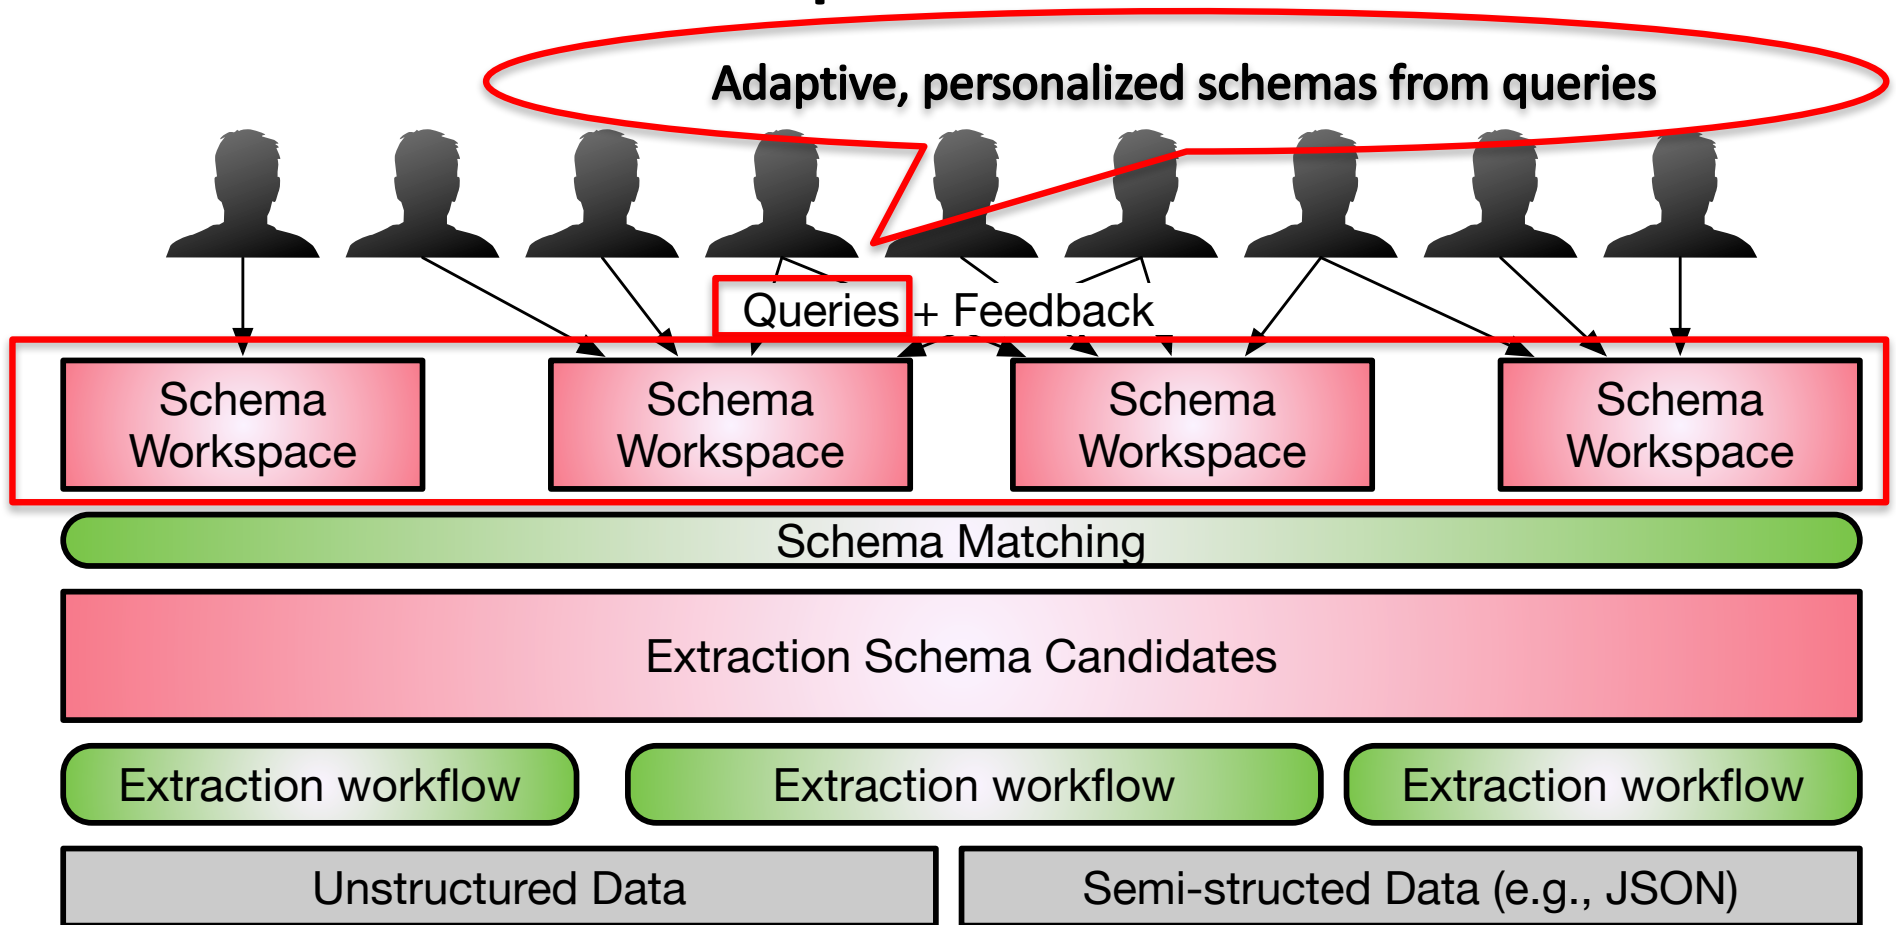 Adaptive, personalized schemas from queries
Queries + Feedback
Schema
Workspace
Schema
Workspace
Schema
Workspace
Schema
Workspace
Schema Matching
Extraction Schema Candidates
Extraction workflow
Extraction workflow
Extraction workflow
Unstructured Data
Semi-structed Data (e.g., JSON)